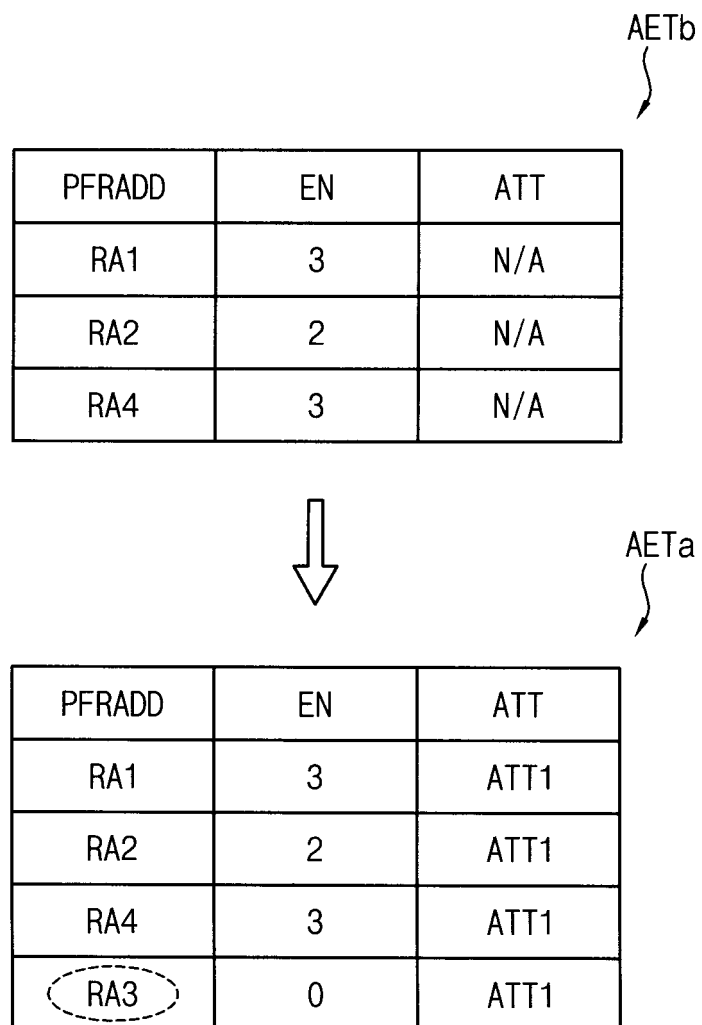 AETb
PFRADD EN ATT
RA1 3 N/A
RA2 2 N/A
RA4 3 N/A
AETa
PFRADD EN ATT
RA1 3 ATT1
RA2 2 ATT1
RA4 3 ATT1
RA3 0 ATT1